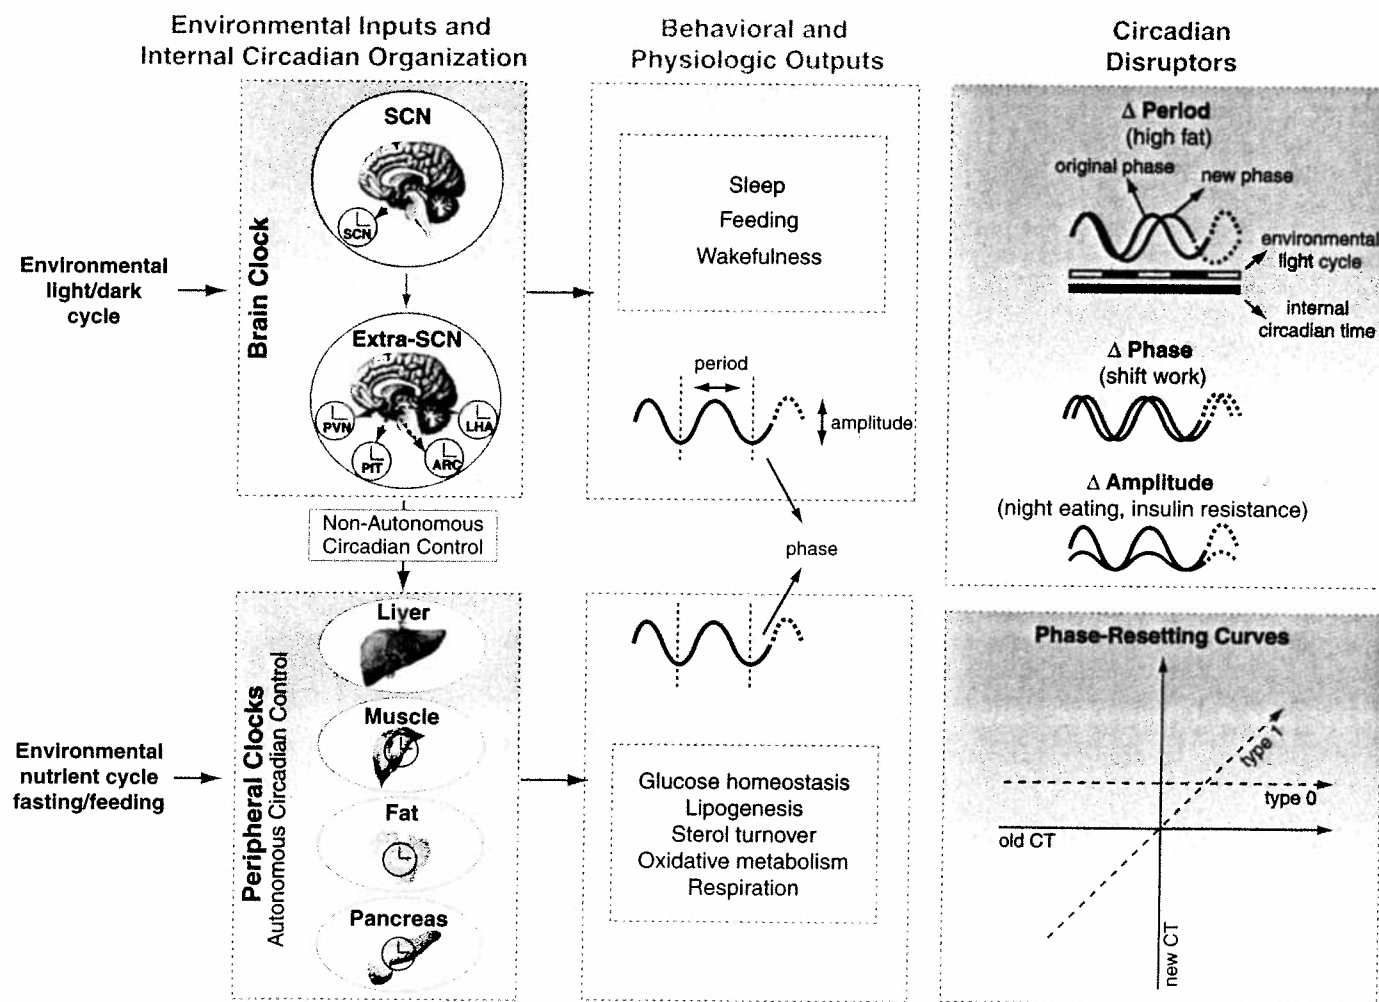 Environmental Inputs and
Internal Circadian Organization
Behavioral and
Physiologic Outputs
Circadian
Disruptors
Environmental
light/dark
cycle
Brain Clock
SCN
SCN
Extra-SCN
PVN
PIT
ARC
LHA
Non-Autonomous
Circadian Control
Environmental
nutrient cycle
fasting/feeding
Peripheral Clocks
Autonomous Circadian Control
Liver
Muscle
Fat
Pancreas
Sleep
Feeding
Wakefulness
period
amplitude
phase
Glucose homeostasis
Lipogenesis
Sterol turnover
Oxidative metabolism
Respiration
Δ Period
(high fat)
original phase
new phase
environmental
light cycle
internal
circadian time
Δ Phase
(shift work)
Δ Amplitude
(night eating, insulin resistance)
Phase-Resetting Curves
type 1
type 0
old CT
new CT